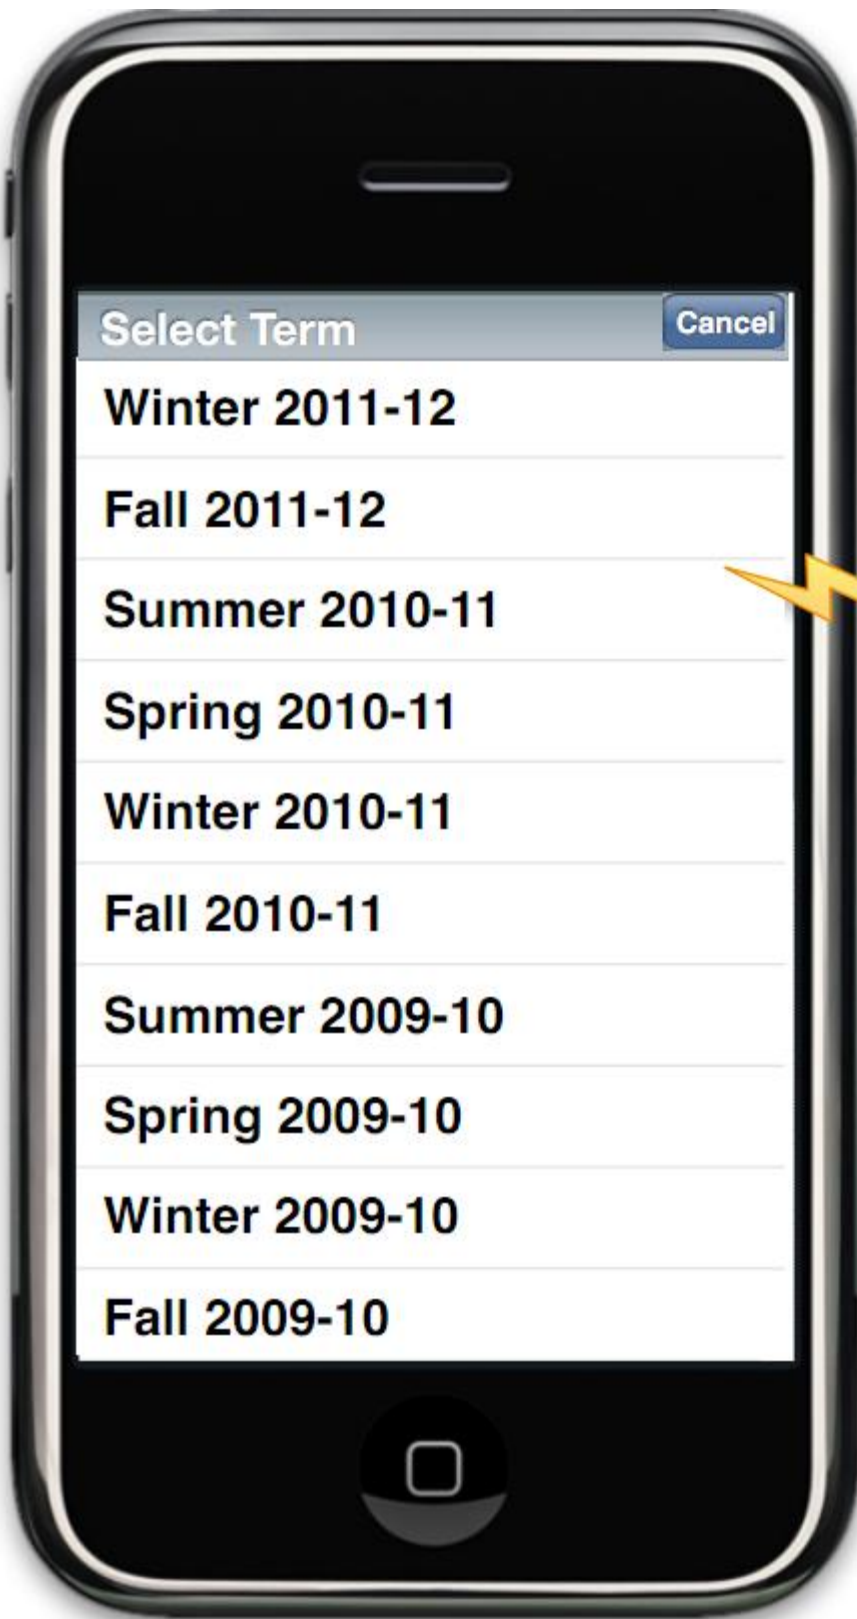 Select Term
Cancel
Winter 2011-12
Fall 2011-12
Summer 2010-11
Spring 2010-11
Winter 2010-11
Fall 2010-11
Summer 2009-10
Spring 2009-10
Winter 2009-10
Fall 2009-10